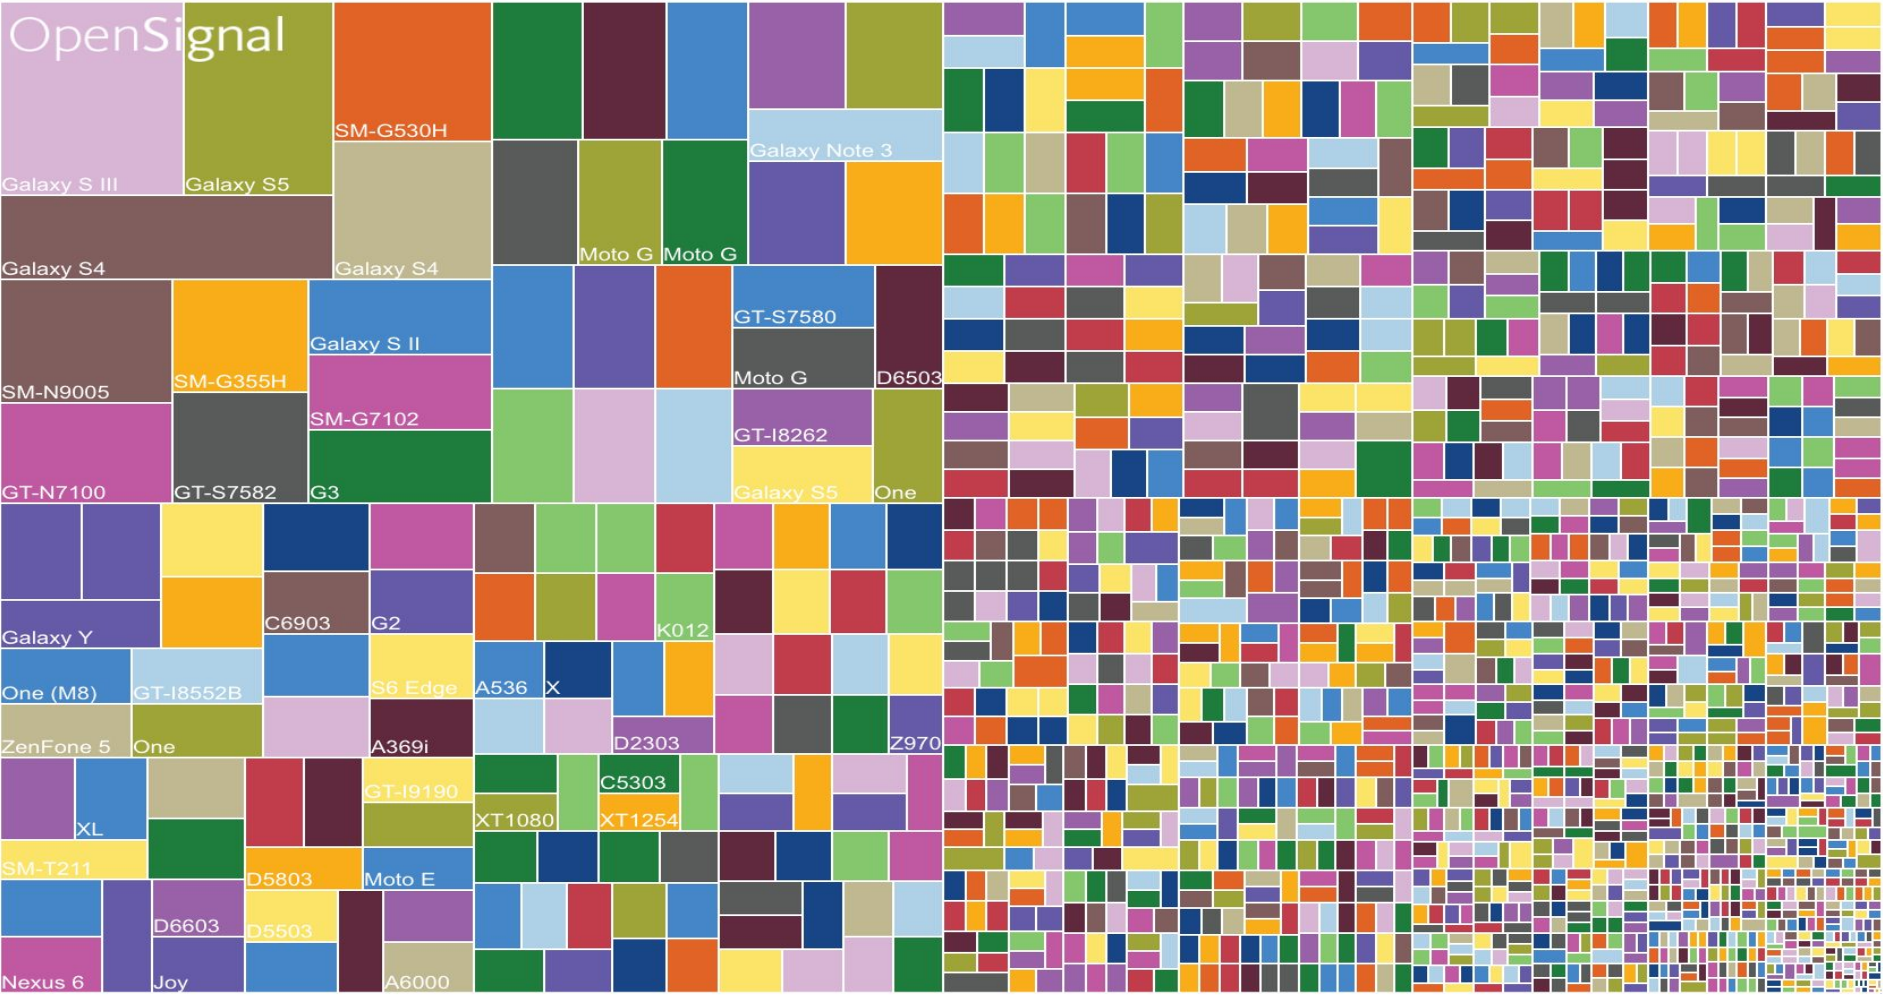 OpenSignal
Galaxy S III
Galaxy S5
SM-G530H
Galaxy S4
Galaxy S4
Galaxy Note 3
Moto G
Moto G
SM-N9005
SM-G355H
Galaxy S II
SM-G7102
GT-N7100
GT-S7582
G3
GT-S7580
Moto G
D6503
GT-I8262
Galaxy S5
One
Galaxy Y
C6903
G2
K012
One (M8)
GT-I8552B
S6 Edge
A536
X
ZenFone 5
One
A369i
D2303
Z970
XL
GT-I9190
C5303
XT1080
XT1254
SM-T211
D5803
Moto E
D6603
D5503
Nexus 6
Joy
A6000